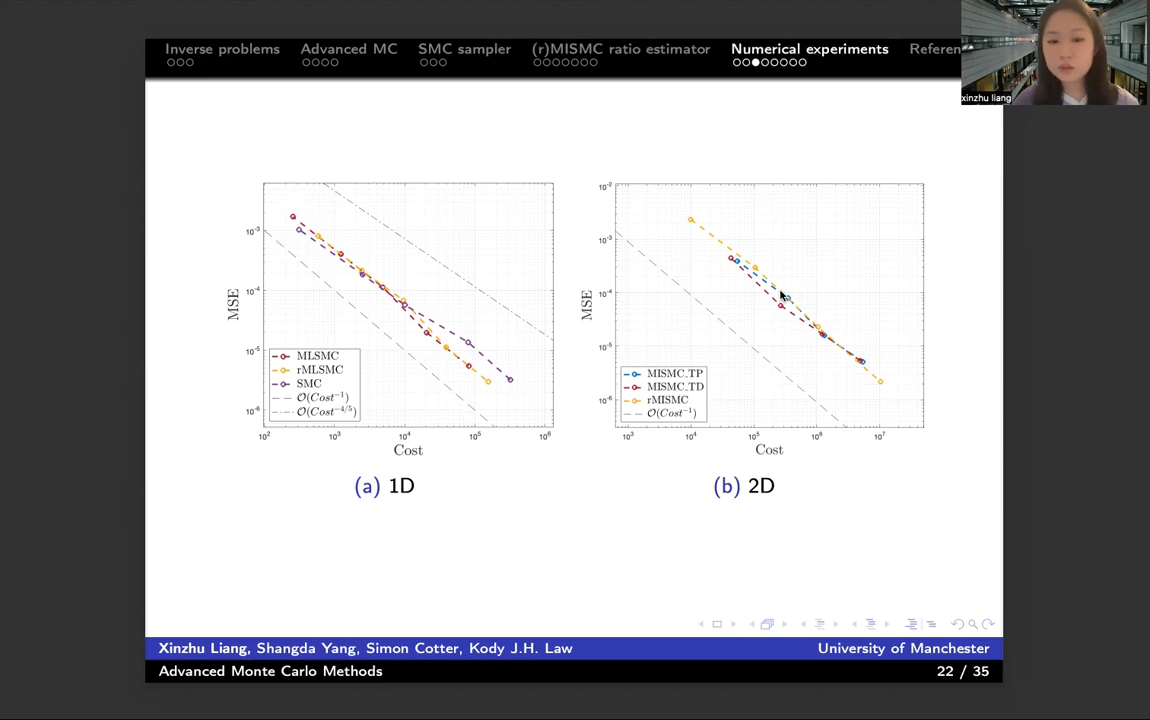 Inverse problems Advanced MC SMC sampler (r)MISMC ratio estimator Numerical experiments Referen
xinzhu liang
10^-3
10^-4
10^-5
10^-6
MSE
MLSMC
rMLSMC
SMC
O(Cost^-1)
O(Cost^-4/5)
10^2 10^3 10^4 10^5 10^6
Cost
(a) 1D
10^-2
10^-3
10^-4
10^-5
10^-6
MSE
MISMC_TP
MISMC_TD
rMISMC
O(Cost^-1)
10^3 10^4 10^5 10^6 10^7
Cost
(b) 2D
Xinzhu Liang, Shangda Yang, Simon Cotter, Kody J.H. Law University of Manchester
Advanced Monte Carlo Methods 22 / 35